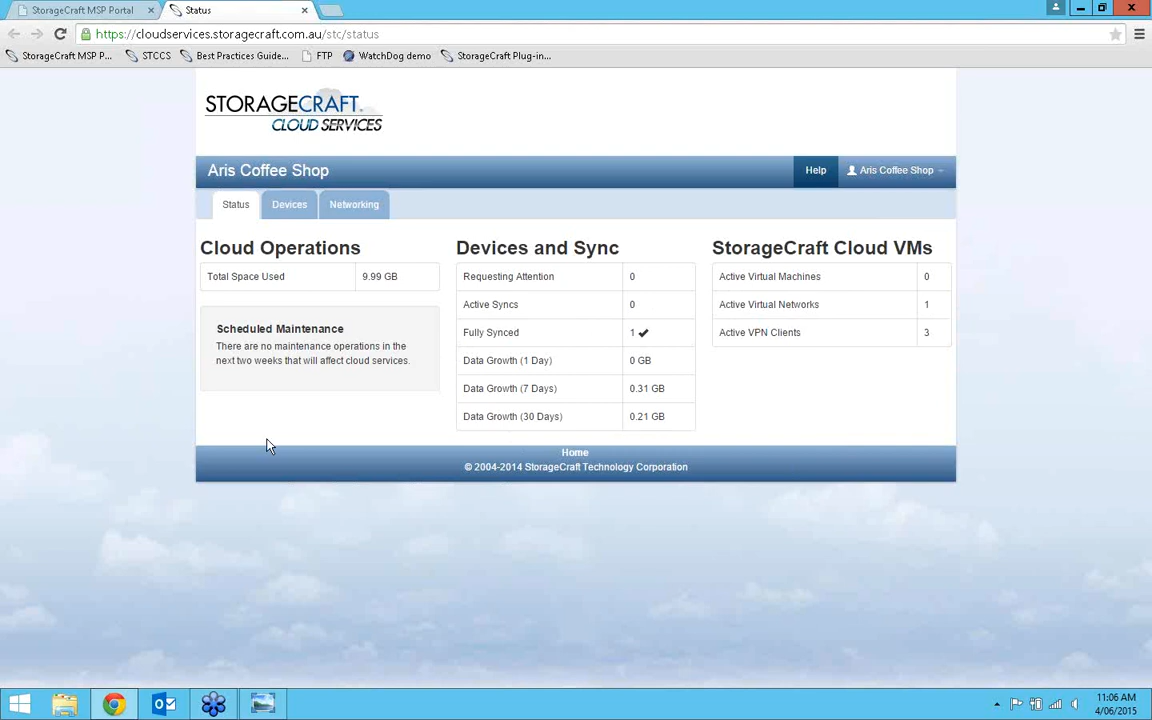 StorageCraft MSP Portal
Status
https://cloudservices.storagecraft.com.au/stc/status
StorageCraft MSP P...
STCCS
Best Practices Guide...
FTP
WatchDog demo
StorageCraft Plug-in...
STORAGECRAFT
CLOUD SERVICES
Aris Coffee Shop
Help
Aris Coffee Shop
Status
Devices
Networking
Cloud Operations
Total Space Used 9.99 GB
Scheduled Maintenance
There are no maintenance operations in the
next two weeks that will affect cloud services.
Devices and Sync
Requesting Attention 0
Active Syncs 0
Fully Synced 1 ✔
Data Growth (1 Day) 0 GB
Data Growth (7 Days) 0.31 GB
Data Growth (30 Days) 0.21 GB
StorageCraft Cloud VMs
Active Virtual Machines 0
Active Virtual Networks 1
Active VPN Clients 3
Home
© 2004-2014 StorageCraft Technology Corporation
11:06 AM
4/06/2015